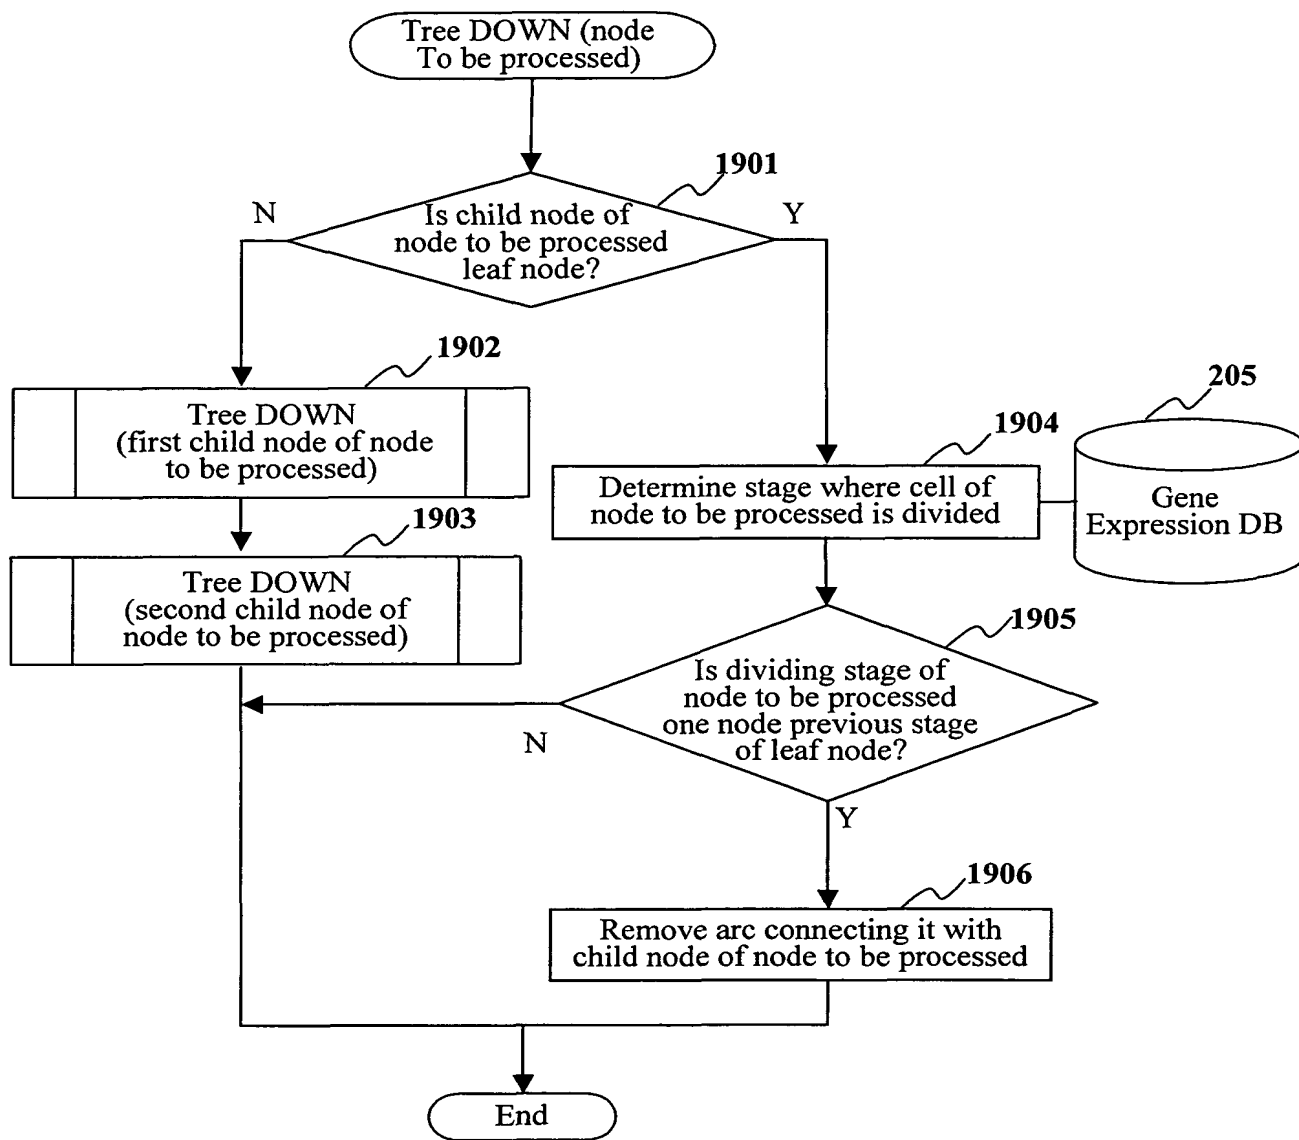 Tree DOWN (node
To be processed)
1901
N
Y
Is child node of
node to be processed
leaf node?
1902
Tree DOWN
(first child node of node
to be processed)
1903
Tree DOWN
(second child node of
node to be processed)
1904
Determine stage where cell of
node to be processed is divided
205
Gene
Expression DB
1905
Is dividing stage of
node to be processed
one node previous stage
of leaf node?
N
Y
1906
Remove arc connecting it with
child node of node to be processed
End